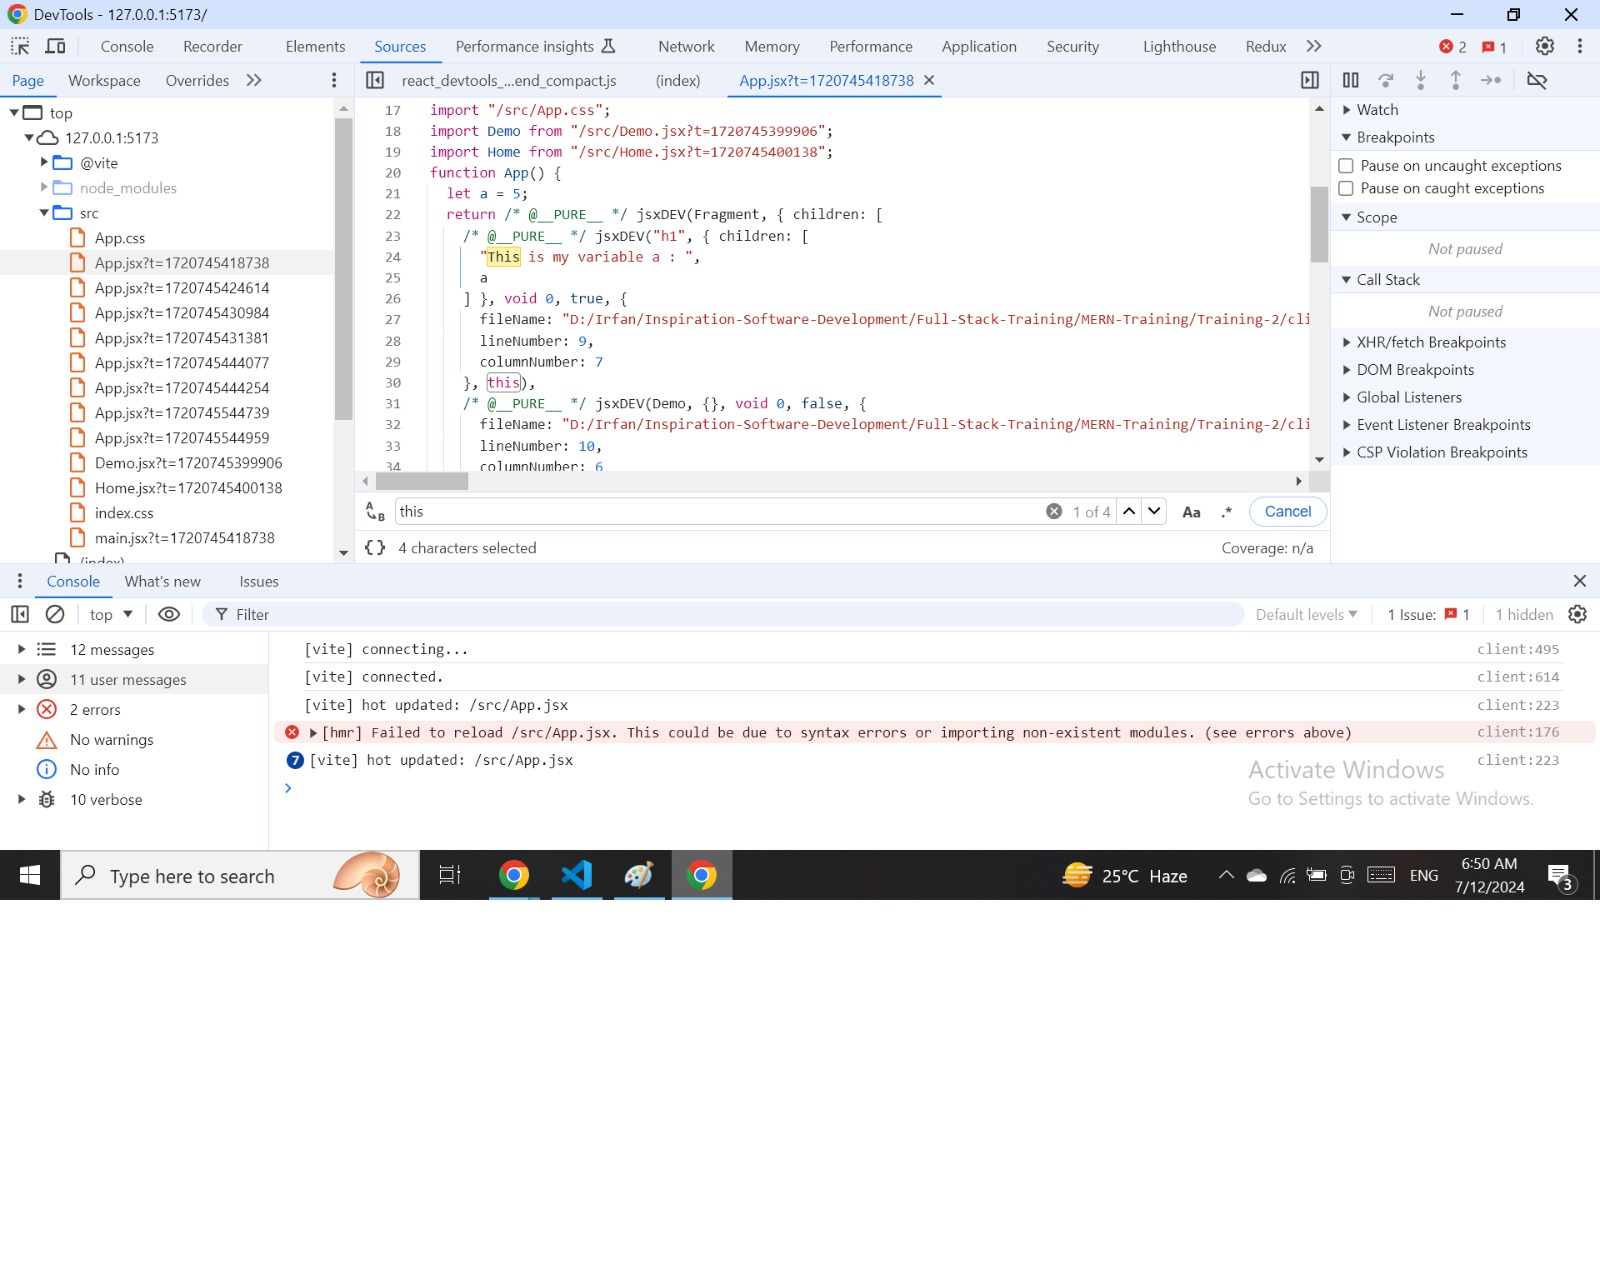 DevTools - 127.0.0.1:5173/
Console Recorder Elements Sources Performance insights Network Memory Performance Application Security Lighthouse Redux 2 1
Page Workspace Overrides react_devtools_...end_compact.js (index) App.jsx?t=1720745418738
top
127.0.0.1:5173
@vite
node_modules
src
App.css
App.jsx?t=1720745418738
App.jsx?t=1720745424614
App.jsx?t=1720745430984
App.jsx?t=1720745431381
App.jsx?t=1720745444077
App.jsx?t=1720745444254
App.jsx?t=1720745544739
App.jsx?t=1720745544959
Demo.jsx?t=1720745399906
Home.jsx?t=1720745400138
index.css
main.jsx?t=1720745418738
(index)
17 import "/src/App.css";
18 import Demo from "/src/Demo.jsx?t=1720745399906";
19 import Home from "/src/Home.jsx?t=1720745400138";
20 function App() {
21 let a = 5;
22 return /* @__PURE__ */ jsxDEV(Fragment, { children: [
23 /* @__PURE__ */ jsxDEV("h1", { children: [
24 "This is my variable a : ",
25 a
26 ] }, void 0, true, {
27 fileName: "D:/Irfan/Inspiration-Software-Development/Full-Stack-Training/MERN-Training/Training-2/cli
28 lineNumber: 9,
29 columnNumber: 7
30 }, this),
31 /* @__PURE__ */ jsxDEV(Demo, {}, void 0, false, {
32 fileName: "D:/Irfan/Inspiration-Software-Development/Full-Stack-Training/MERN-Training/Training-2/cli
33 lineNumber: 10,
34 columnNumber: 6
this 1 of 4 Aa .* Cancel
{} 4 characters selected Coverage: n/a
Watch
Breakpoints
Pause on uncaught exceptions
Pause on caught exceptions
Scope
Not paused
Call Stack
Not paused
XHR/fetch Breakpoints
DOM Breakpoints
Global Listeners
Event Listener Breakpoints
CSP Violation Breakpoints
Console What's new Issues
top Filter Default levels 1 Issue: 1 1 hidden
12 messages
11 user messages
2 errors
No warnings
No info
10 verbose
[vite] connecting... client:495
[vite] connected. client:614
[vite] hot updated: /src/App.jsx client:223
[hmr] Failed to reload /src/App.jsx. This could be due to syntax errors or importing non-existent modules. (see errors above) client:176
7 [vite] hot updated: /src/App.jsx client:223
Activate Windows
Go to Settings to activate Windows.
Type here to search 25°C Haze ENG 6:50 AM
7/12/2024 3